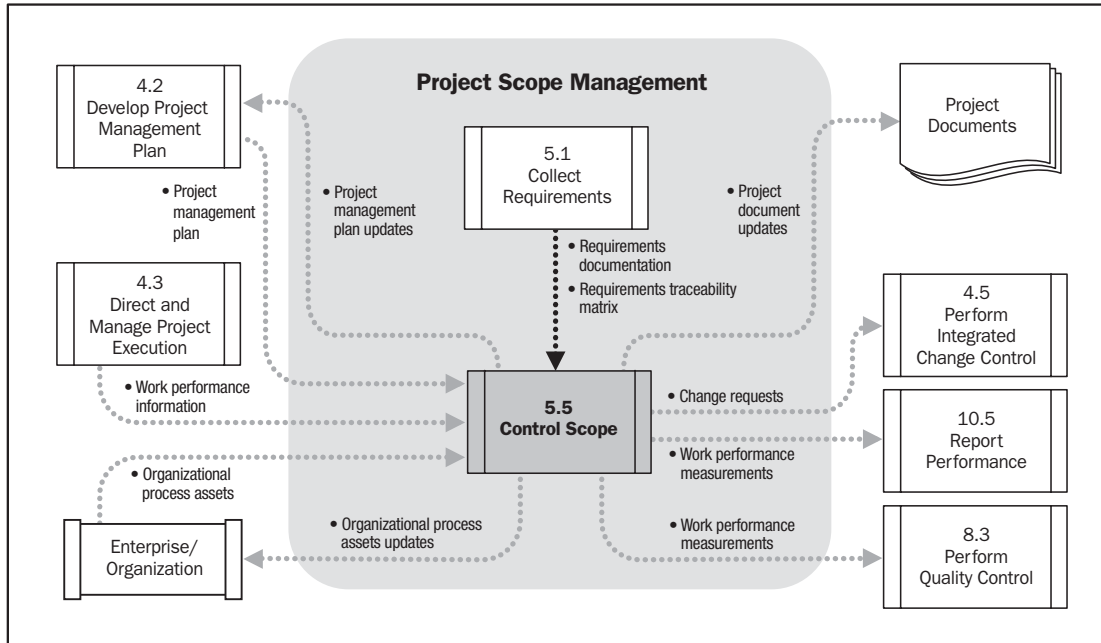 Project Scope Management
4.2
Develop Project
Management
Plan
• Project
management
plan
• Project
management
plan updates
5.1
Collect
Requirements
• Requirements
documentation
• Requirements traceability
matrix
• Project
document
updates
Project
Documents
4.3
Direct and
Manage Project
Execution
• Work performance
information
5.5
Control Scope
• Change requests
4.5
Perform
Integrated
Change Control
• Work performance
measurements
10.5
Report
Performance
• Organizational
process assets
Enterprise/
Organization
• Organizational process
assets updates
• Work performance
measurements
8.3
Perform
Quality Control